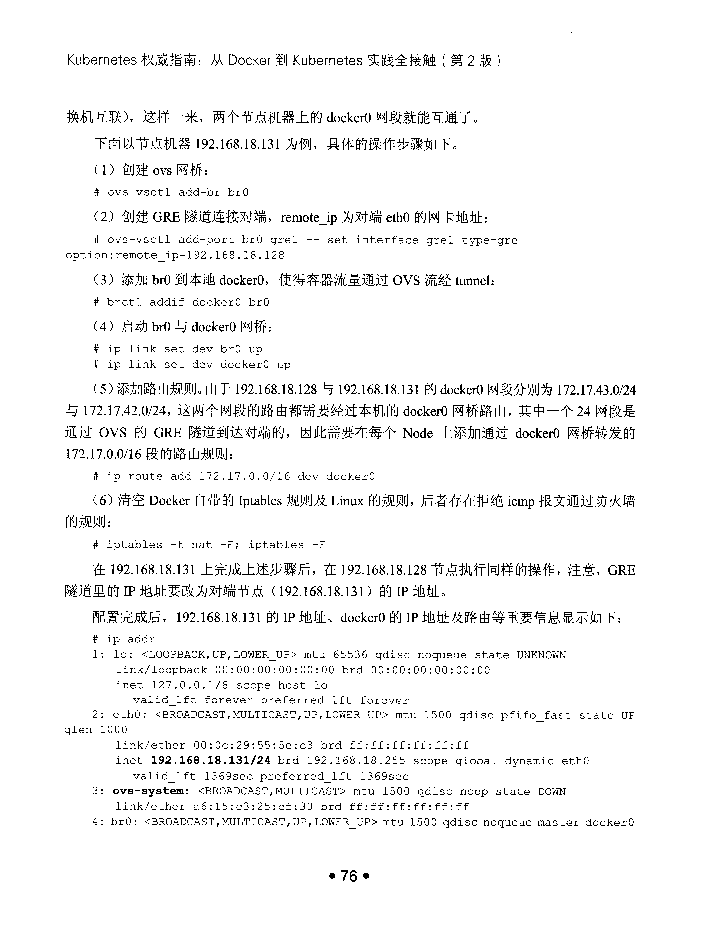 Kubernetes 权威指南：从 Docker 到 Kubernetes 实践全接触（第 2 版）
换机互联），这样一来，两个节点机器上的 docker0 网段就能互通了。
下面以节点机器 192.168.18.131 为例，具体的操作步骤如下。
（1）创建 ovs 网桥：
# ovs-vsctl add-br br0
（2）创建 GRE 隧道连接对端，remote_ip 为对端 eth0 的网卡地址：
# ovs-vsctl add-port br0 gre1 -- set interface gre1 type=gre
option:remote_ip=192.168.18.128
（3）添加 br0 到本地 docker0，使得容器流量通过 OVS 流经 tunnel：
# brctl addif docker0 br0
（4）启动 br0 与 docker0 网桥：
# ip link set dev br0 up
# ip link set dev docker0 up
（5）添加路由规则。由于 192.168.18.128 与 192.168.18.131 的 docker0 网段分别为 172.17.43.0/24
与 172.17.42.0/24，这两个网段的路由都需要经过本机的 docker0 网桥路由，其中一个 24 网段是
通过 OVS 的 GRE 隧道到达对端的，因此需要在每个 Node 上添加通过 docker0 网桥转发的
172.17.0.0/16 段的路由规则：
# ip route add 172.17.0.0/16 dev docker0
（6）清空 Docker 自带的 Iptables 规则及 Linux 的规则，后者存在拒绝 icmp 报文通过防火墙
的规则：
# iptables -t nat -F; iptables -F
在 192.168.18.131 上完成上述步骤后，在 192.168.18.128 节点执行同样的操作，注意，GRE
隧道里的 IP 地址要改为对端节点（192.168.18.131）的 IP 地址。
配置完成后，192.168.18.131 的 IP 地址、docker0 的 IP 地址及路由等重要信息显示如下：
# ip addr
1: lo: <LOOPBACK,UP,LOWER_UP> mtu 65536 qdisc noqueue state UNKNOWN
link/loopback 00:00:00:00:00:00 brd 00:00:00:00:00:00
inet 127.0.0.1/8 scope host lo
valid_lft forever preferred_lft forever
2: eth0: <BROADCAST,MULTICAST,UP,LOWER_UP> mtu 1500 qdisc pfifo_fast state UP
qlen 1000
link/ether 00:0c:29:55:5e:c3 brd ff:ff:ff:ff:ff:ff
inet 192.168.18.131/24 brd 192.168.18.255 scope global dynamic eth0
valid_lft 1369sec preferred_lft 1369sec
3: ovs-system: <BROADCAST,MULTICAST> mtu 1500 qdisc noop state DOWN
link/ether a6:15:c3:25:cf:30 brd ff:ff:ff:ff:ff:ff
4: br0: <BROADCAST,MULTICAST,UP,LOWER_UP> mtu 1500 qdisc noqueue master docker0
• 76 •